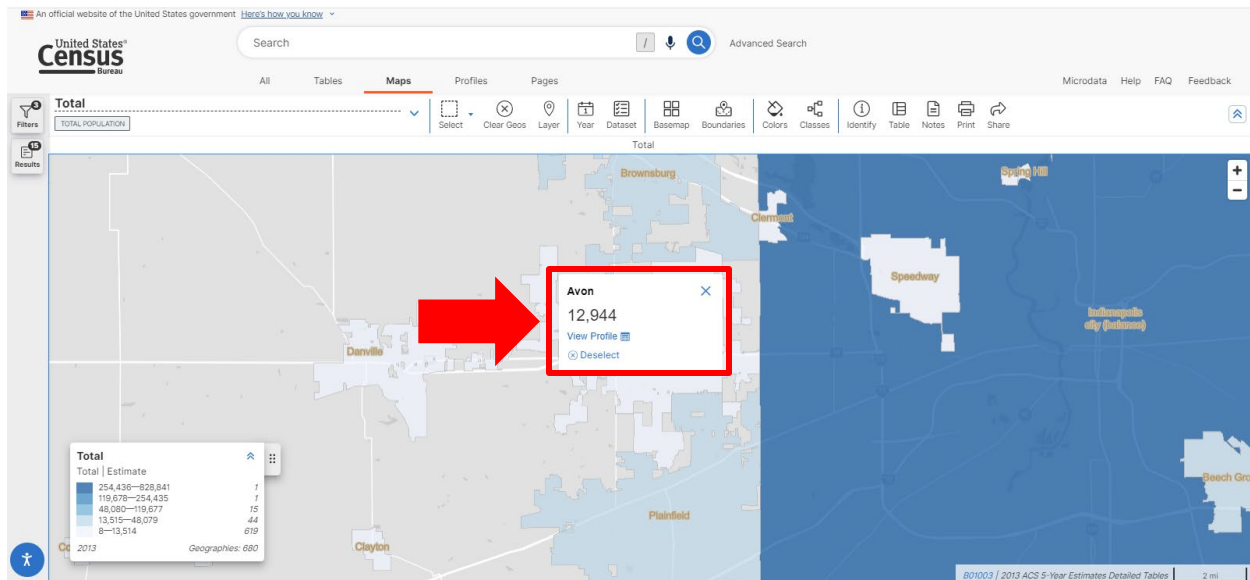 An official website of the United States government Here's how you know
United States®
Census
Bureau
Search
/
Advanced Search
All Tables Maps Profiles Pages
Microdata Help FAQ Feedback
3
Filters
Total
TOTAL POPULATION
Select Clear Geos Layer Year Dataset Basemap Boundaries Colors Classes Identify Table Notes Print Share
15
Results
Total
Brownsburg
Spring Hill
+
−
Clermont
Speedway
Avon
12,944
View Profile
Deselect
Indianapolis
city (balance)
Danville
Total
Total | Estimate
254,436—828,841 1
119,678—254,435 1
48,080—119,677 15
13,515—48,079 44
8—13,514 619
2013 Geographies: 680
Beech Gro
Plainfield
Co
Clayton
B01003 | 2013 ACS 5-Year Estimates Detailed Tables
2 mi